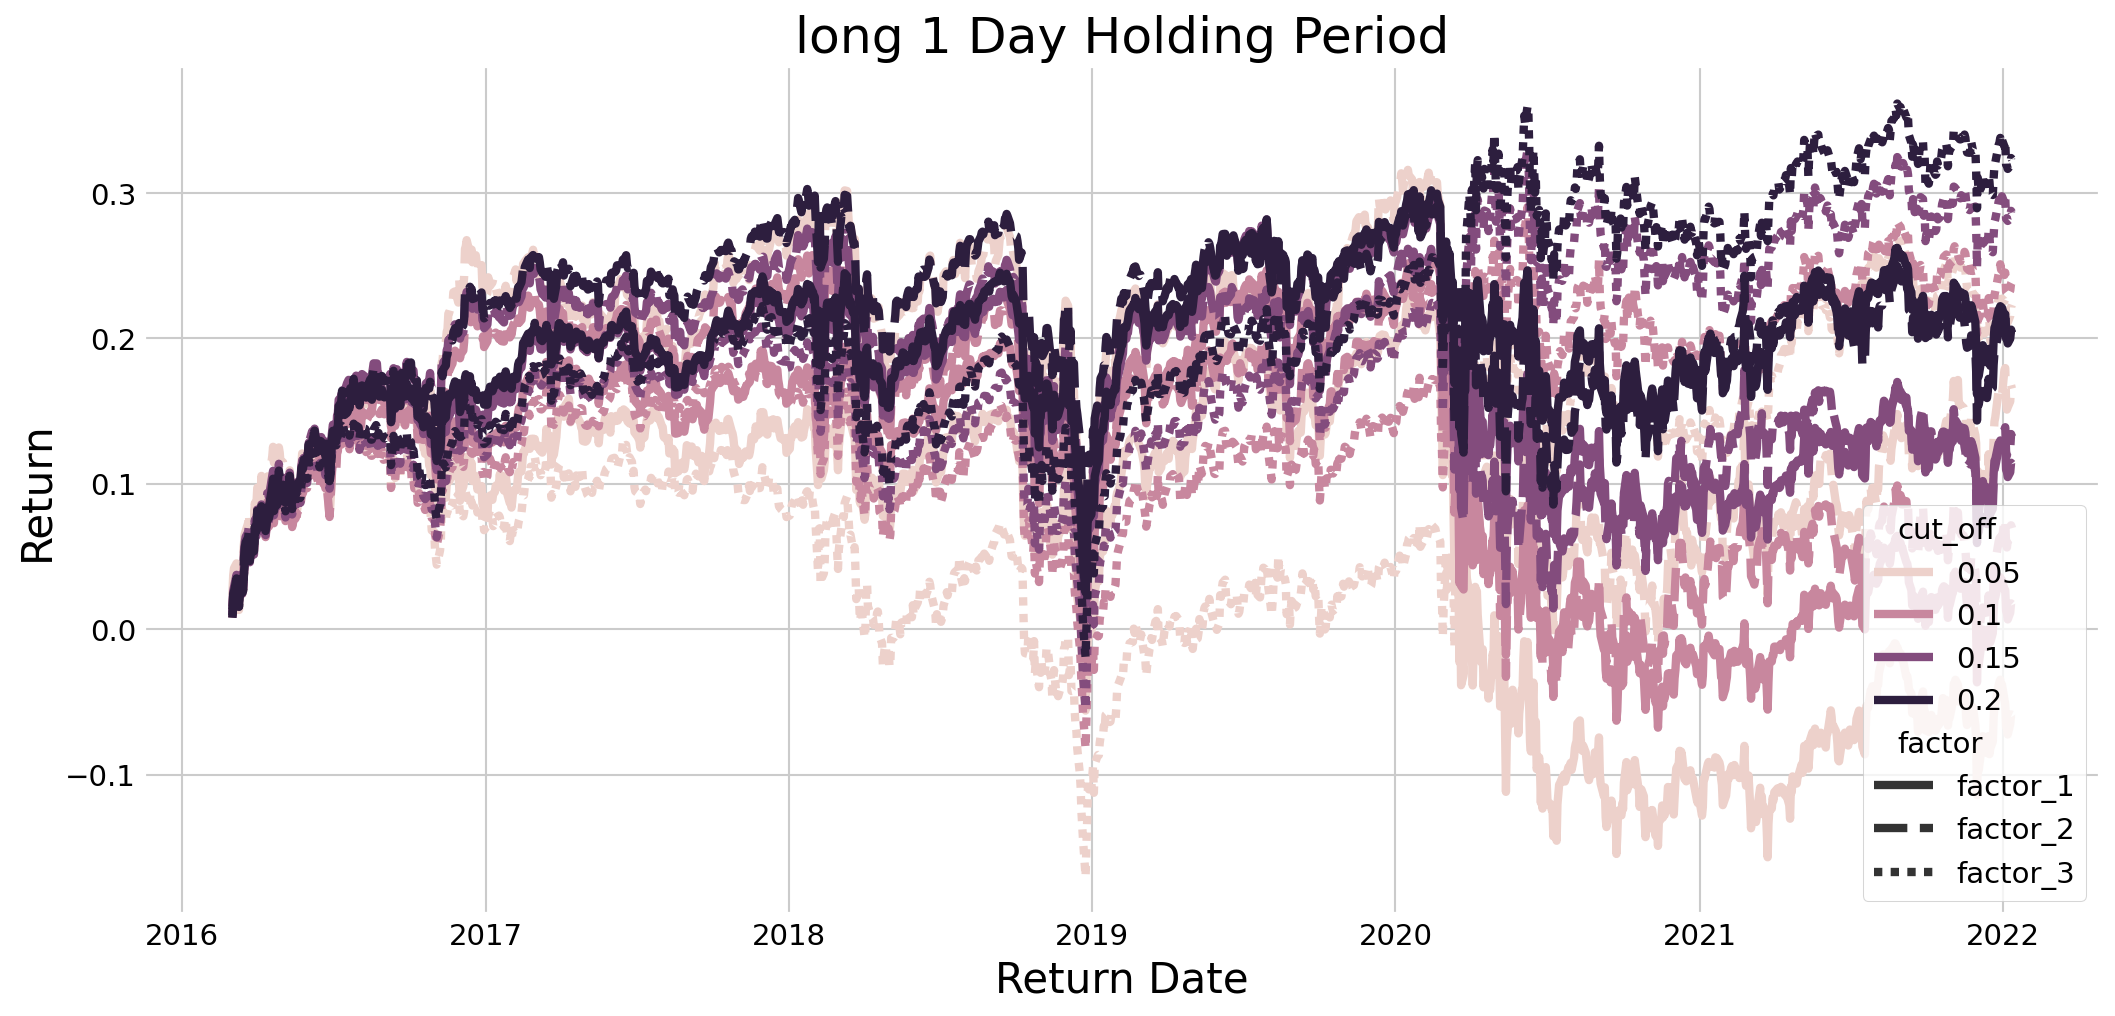 long 1 Day Holding Period
Return
0.3
0.2
0.1
0.0
−0.1
2016 2017 2018 2019 2020 2021 2022
Return Date
cut_off
0.05
0.1
0.15
0.2
factor
factor_1
factor_2
factor_3